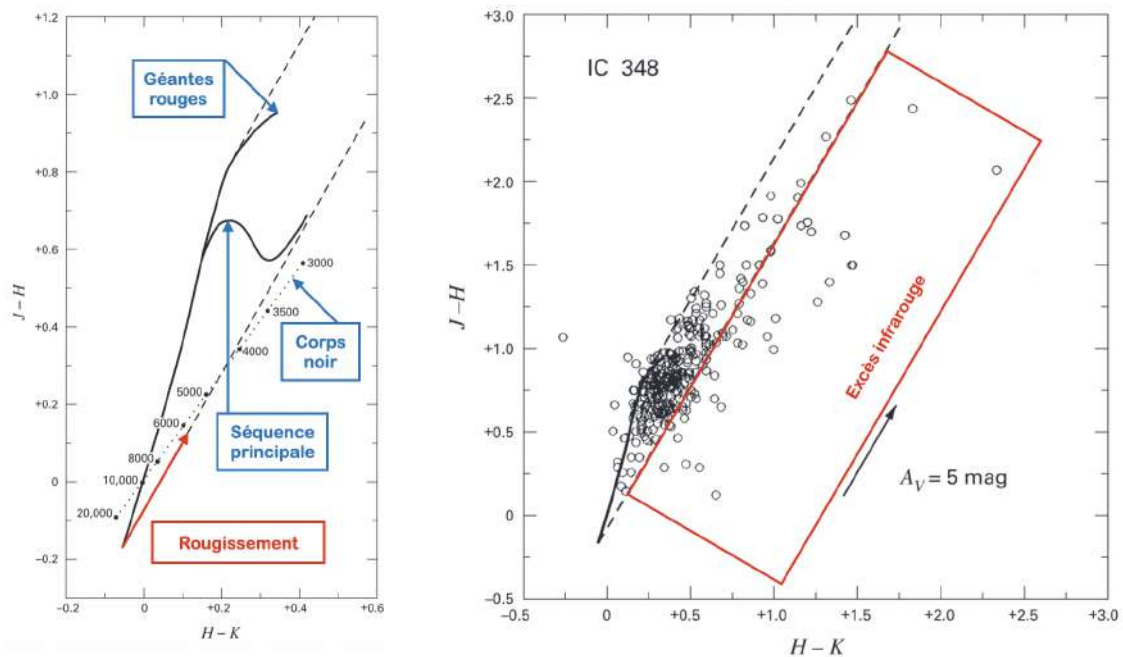 +1.2
+1.0
+0.8
+0.6
+0.4
+0.2
0
-0.2
J – H
Géantes
rouges
3000
3500
4000
Corps
noir
5000
6000
8000
10,000
20,000
Séquence
principale
Rougissement
-0.2
0
+0.2
+0.4
+0.6
H – K
+3.0
+2.5
+2.0
+1.5
+1.0
+0.5
0
–0.5
J – H
IC 348
Excès infrarouge
A_V = 5 mag
0
+0.5
+1.0
+1.5
+2.0
+2.5
+3.0
H – K